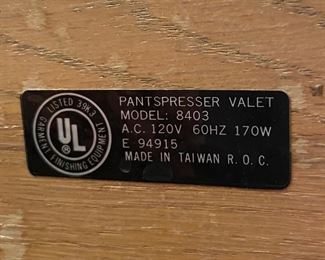 LISTED 39K3
UL
®
GARMENT FINISHING EQUIPMENT
PANTSPRESSER VALET
MODEL: 8403
A.C. 120V 60HZ 170W
E 94915
MADE IN TAIWAN R.O.C.